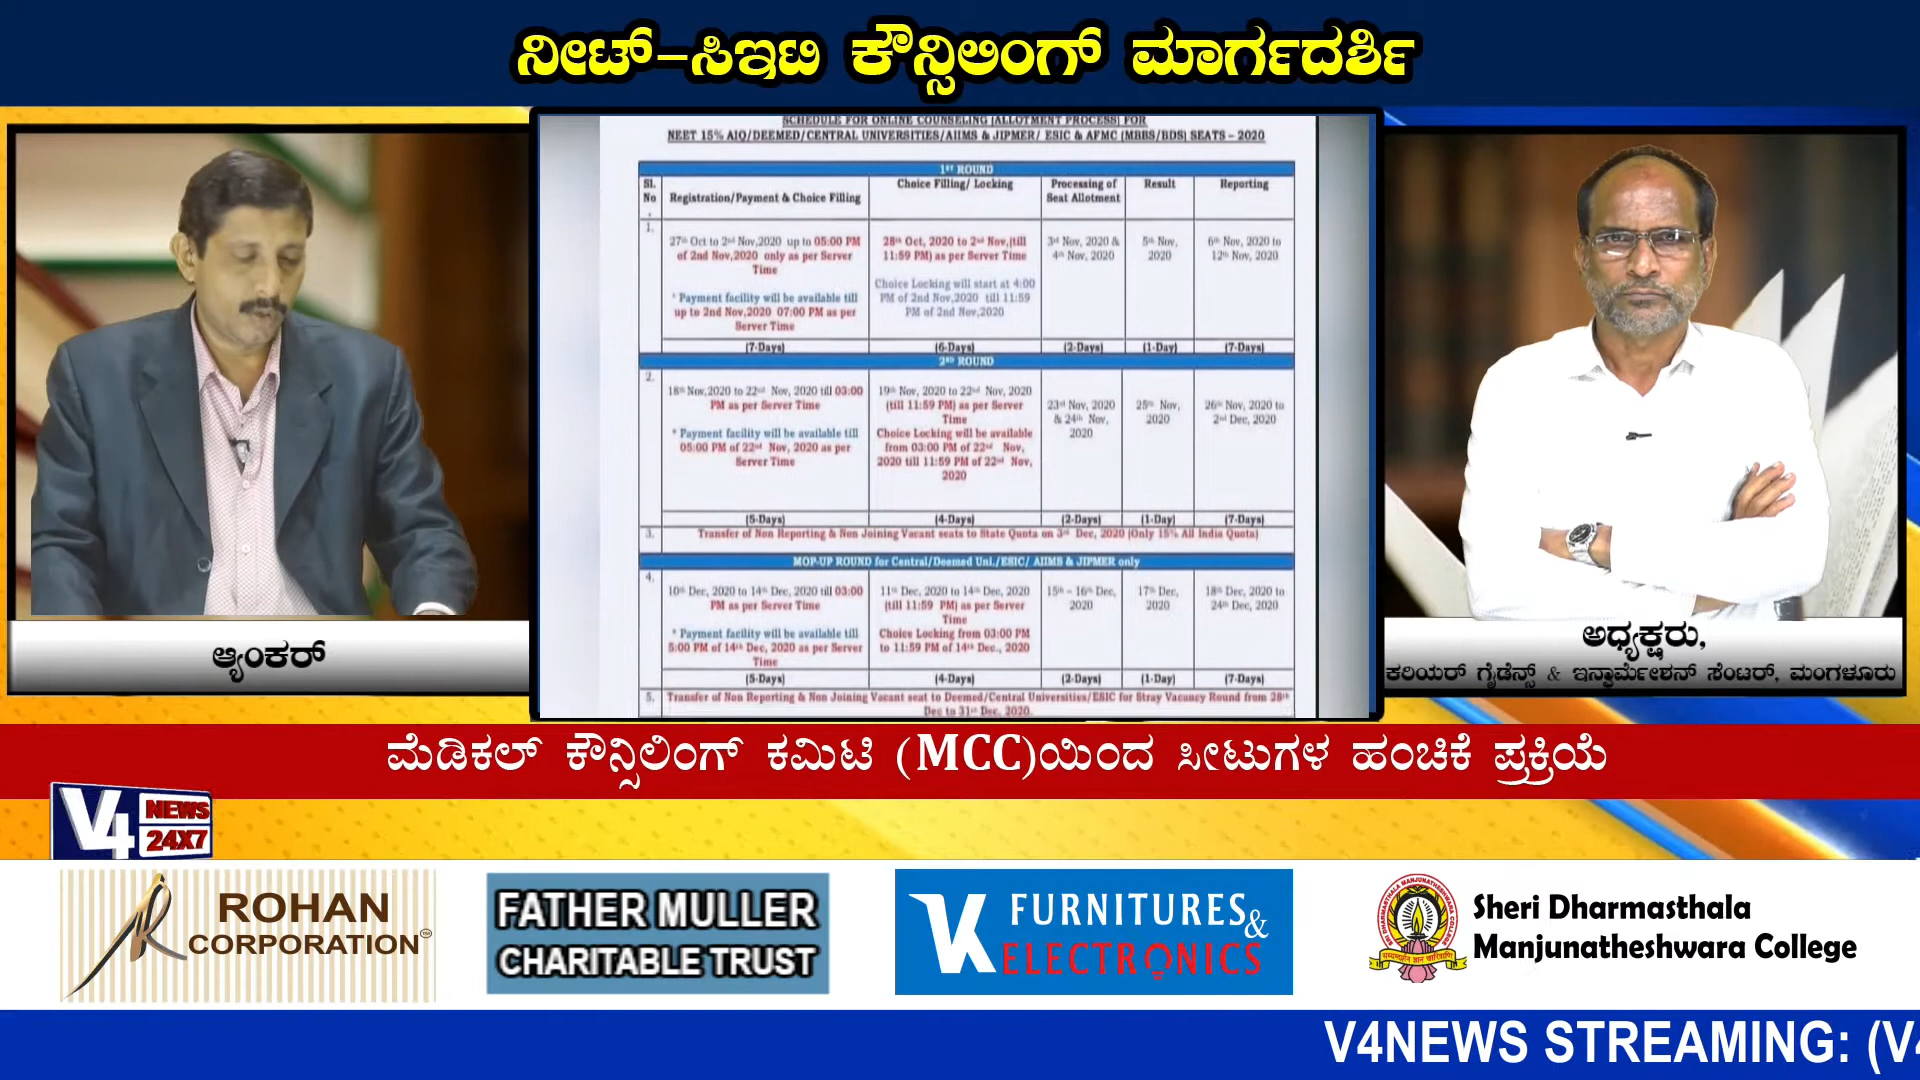 ನೀಟ್-ಸಿಇಟಿ ಕೌನ್ಸಿಲಿಂಗ್ ಮಾರ್ಗದರ್ಶಿ
SCHEDULE FOR ONLINE COUNSELING (ALLOTMENT PROCESS) FOR
NEET 15% AIQ/DEEMED/CENTRAL UNIVERSITIES/AIIMS & JIPMER/ ESIC & AFMC (MBBS/BDS) SEATS – 2020
1ST ROUND
Sl. No . Registration/Payment & Choice Filling Choice Filling/ Locking Processing of Seat Allotment Result Reporting
1.
27th Oct to 2nd Nov,2020 up to 05:00 PM
of 2nd Nov,2020 only as per Server
Time
* Payment facility will be available till
up to 2nd Nov,2020 07:00 PM as per
Server Time
28th Oct, 2020 to 2nd Nov,(till
11:59 PM) as per Server Time
Choice Locking will start at 4:00
PM of 2nd Nov,2020 till 11:59
PM of 2nd Nov,2020
3rd Nov, 2020 &
4th Nov, 2020
5th Nov,
2020
6th Nov, 2020 to
12th Nov, 2020
(7-Days) (6-Days) (2-Days) (1-Day) (7-Days)
2ND ROUND
2.
18th Nov,2020 to 22nd Nov, 2020 till 03:00
PM as per Server Time
* Payment facility will be available till
05:00 PM of 22nd Nov, 2020 as per
Server Time
19th Nov, 2020 to 22nd Nov, 2020
(till 11:59 PM) as per Server
Time
Choice Locking will be available
from 03:00 PM of 22nd Nov,
2020 till 11:59 PM of 22nd Nov,
2020
23rd Nov, 2020
& 24th Nov,
2020
25th Nov,
2020
26th Nov, 2020 to
2nd Dec, 2020
(5-Days) (4-Days) (2-Days) (1-Day) (7-Days)
3. Transfer of Non Reporting & Non Joining Vacant seats to State Quota on 3rd Dec, 2020 (Only 15% All India Quota)
MOP-UP ROUND for Central/Deemed Uni./ESIC/ AIIMS & JIPMER only
4.
10th Dec, 2020 to 14th Dec, 2020 till 03:00
PM as per Server Time
* Payment facility will be available till
5:00 PM of 14th Dec, 2020 as per Server
Time
11th Dec, 2020 to 14th Dec, 2020
(till 11:59 PM) as per Server
Time
Choice Locking from 03:00 PM
to 11:59 PM of 14th Dec., 2020
15th – 16th Dec,
2020
17th Dec,
2020
18th Dec, 2020 to
24th Dec, 2020
(5-Days) (4-Days) (2-Days) (1-Day) (7-Days)
5. Transfer of Non Reporting & Non Joining Vacant seat to Deemed/Central Universities/ESIC for Stray Vacancy Round from 28th
Dec to 31st Dec, 2020.
ಆ್ಯಂಕರ್
ಅಧ್ಯಕ್ಷರು,
ಕರಿಯರ್ ಗೈಡೆನ್ಸ್ & ಇನ್ಫಾರ್ಮೇಶನ್ ಸೆಂಟರ್, ಮಂಗಳೂರು
ಮೆಡಿಕಲ್ ಕೌನ್ಸಿಲಿಂಗ್ ಕಮಿಟಿ (MCC)ಯಿಂದ ಸೀಟುಗಳ ಹಂಚಿಕೆ ಪ್ರಕ್ರಿಯೆ
V4 NEWS
24X7
ROHAN
CORPORATION™
FATHER MULLER
CHARITABLE TRUST
VK FURNITURES &
ELECTRONICS
Sheri Dharmasthala
Manjunatheshwara College
V4NEWS STREAMING: (V4